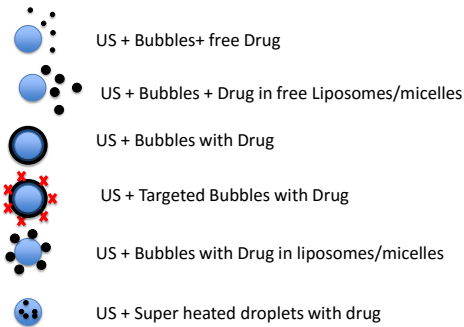 US + Bubbles+ free Drug
US + Bubbles + Drug in free Liposomes/micelles
US + Bubbles with Drug
US + Targeted Bubbles with Drug
US + Bubbles with Drug in liposomes/micelles
US + Super heated droplets with drug